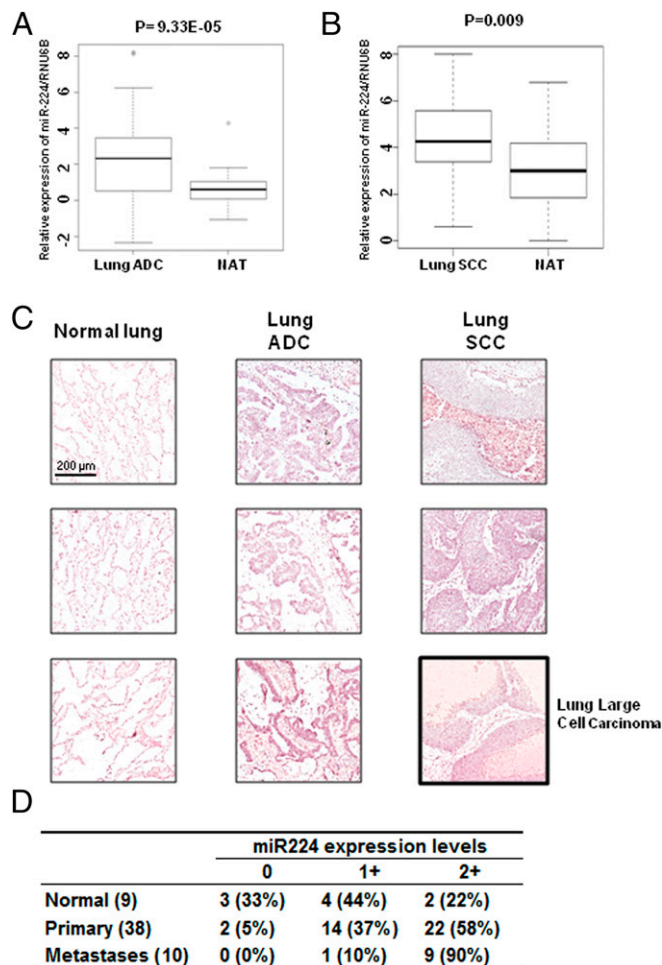 A
P= 9.33E-05
Relative expression of miR-224/RNU6B
8
6
4
2
0
-2
Lung ADC
NAT
B
P=0.009
Relative expression of miR-224/RNU6B
8
6
4
2
0
Lung SCC
NAT
C
Normal lung
Lung
ADC
Lung
SCC
200 µm
Lung Large
Cell Carcinoma
D
miR224 expression levels
0 1+ 2+
Normal (9) 3 (33%) 4 (44%) 2 (22%)
Primary (38) 2 (5%) 14 (37%) 22 (58%)
Metastases (10) 0 (0%) 1 (10%) 9 (90%)